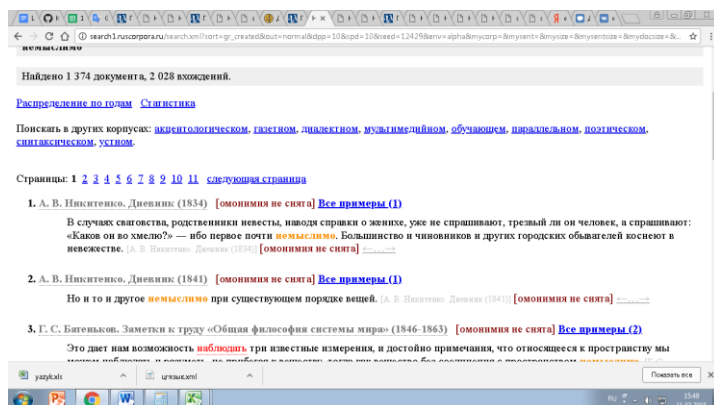 search1.ruscorpora.ru/search.xml?sort=gr_created&out=normal&dpp=10&spd=10&seed=12429&env=alpha&mycorp=&mysent=&mysize=&mysentsize=&mydocsize=&
немыслимо
Найдено 1 374 документа, 2 028 вхождений.
Распределение по годам Статистика
Поискать в других корпусах: акцентологическом, газетном, диалектном, мультимедийном, обучающем, параллельном, поэтическом,
синтаксическом, устном.
Страницы: 1 2 3 4 5 6 7 8 9 10 11 следующая страница
1. А. В. Никитенко. Дневник (1834) [омонимия не снята] Все примеры (1)
В случаях сватовства, родственники невесты, наводя справки о женихе, уже не спрашивают, трезвый ли он человек, а спрашивают:
«Каков он во хмелю?» — ибо первое почти немыслимо. Большинство и чиновников и других городских обывателей коснеют в
невежестве. [А. В. Никитенко. Дневник (1834)] [омонимия не снята] ←…→
2. А. В. Никитенко. Дневник (1841) [омонимия не снята] Все примеры (1)
Но и то и другое немыслимо при существующем порядке вещей. [А. В. Никитенко. Дневник (1841)] [омонимия не снята] ←…→
3. Г. С. Батеньков. Заметки к труду «Общая философия системы мира» (1846-1863) [омонимия не снята] Все примеры (2)
Это дает нам возможность наблюдать три известные измерения, и достойно примечания, что относящееся к пространству мы
yazyk.xls
Показать все
RU
15:49